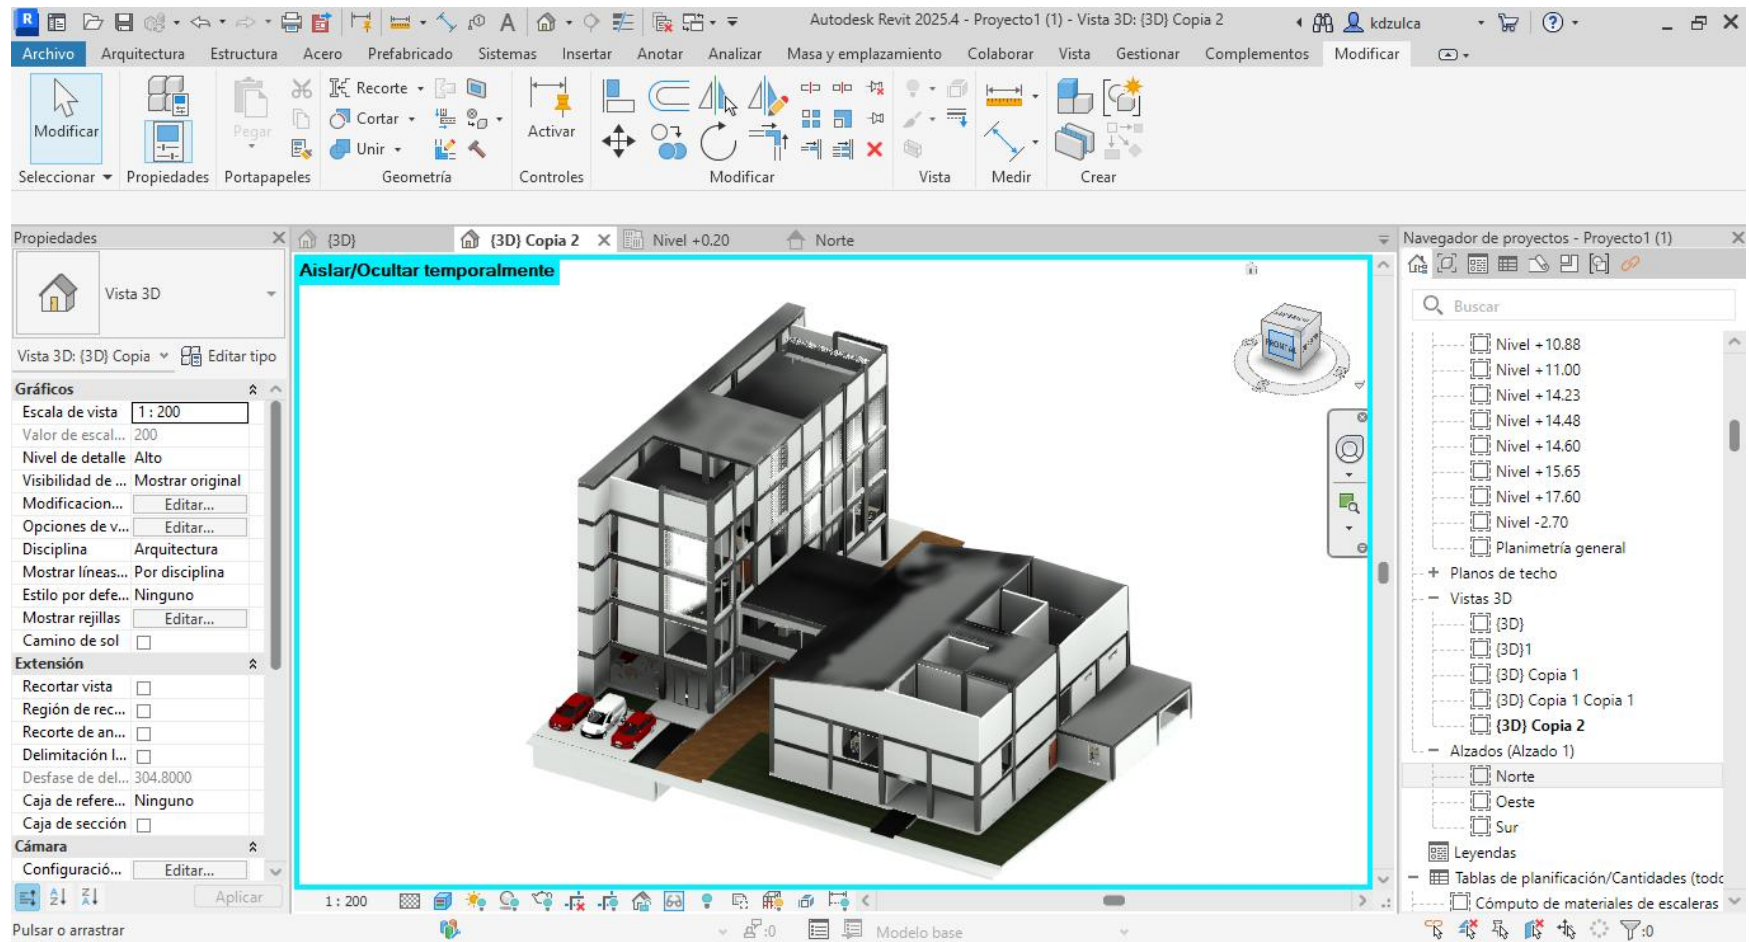 Autodesk Revit 2025.4 - Proyecto1 (1) - Vista 3D: {3D} Copia 2
kdzulca
Archivo Arquitectura Estructura Acero Prefabricado Sistemas Insertar Anotar Analizar Masa y emplazamiento Colaborar Vista Gestionar Complementos Modificar
Modificar
Pegar
Recorte
Cortar
Unir
Activar
Seleccionar Propiedades Portapapeles Geometría Controles Modificar Vista Medir Crear
Propiedades
{3D}
{3D} Copia 2
Nivel +0.20
Norte
Navegador de proyectos - Proyecto1 (1)
Vista 3D
Vista 3D: {3D} Copia
Editar tipo
Gráficos
Escala de vista 1 : 200
Valor de escal... 200
Nivel de detalle Alto
Visibilidad de ... Mostrar original
Modificacion... Editar...
Opciones de v... Editar...
Disciplina Arquitectura
Mostrar líneas... Por disciplina
Estilo por defe... Ninguno
Mostrar rejillas Editar...
Camino de sol
Extensión
Recortar vista
Región de rec...
Recorte de an...
Delimitación l...
Desfase de del... 304.8000
Caja de refere... Ninguno
Caja de sección
Cámara
Configuració... Editar...
Aplicar
Aislar/Ocultar temporalmente
FRONTAL
Buscar
Nivel +10.88
Nivel +11.00
Nivel +14.23
Nivel +14.48
Nivel +14.60
Nivel +15.65
Nivel +17.60
Nivel -2.70
Planimetría general
Planos de techo
Vistas 3D
{3D}
{3D}1
{3D} Copia 1
{3D} Copia 1 Copia 1
{3D} Copia 2
Alzados (Alzado 1)
Norte
Oeste
Sur
Leyendas
Tablas de planificación/Cantidades (todo
Cómputo de materiales de escaleras
1 : 200
Pulsar o arrastrar
:0
Modelo base
:0